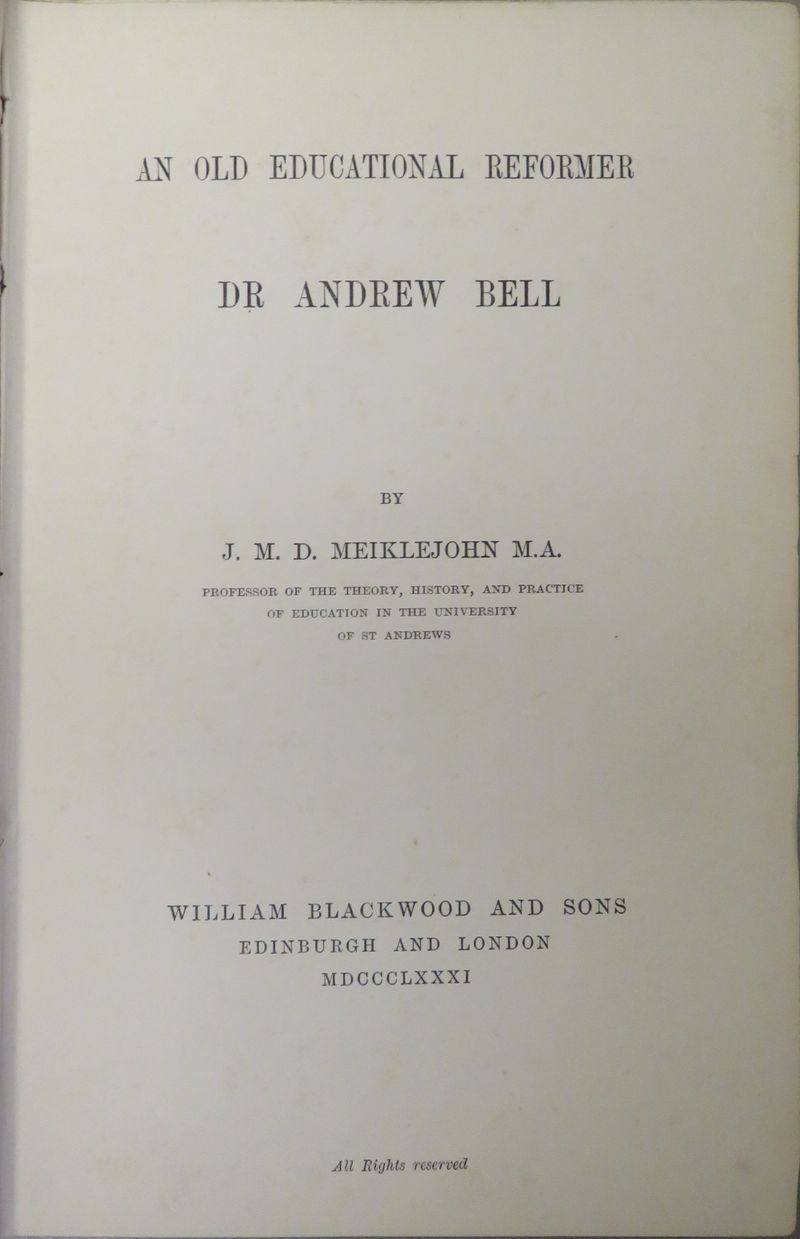 AN OLD EDUCATIONAL REFORMER
DR ANDREW BELL
BY
J. M. D. MEIKLEJOHN M.A.
PROFESSOR OF THE THEORY, HISTORY, AND PRACTICE
OF EDUCATION IN THE UNIVERSITY
OF ST ANDREWS
WILLIAM BLACKWOOD AND SONS
EDINBURGH AND LONDON
MDCCCLXXXI
All Rights reserved